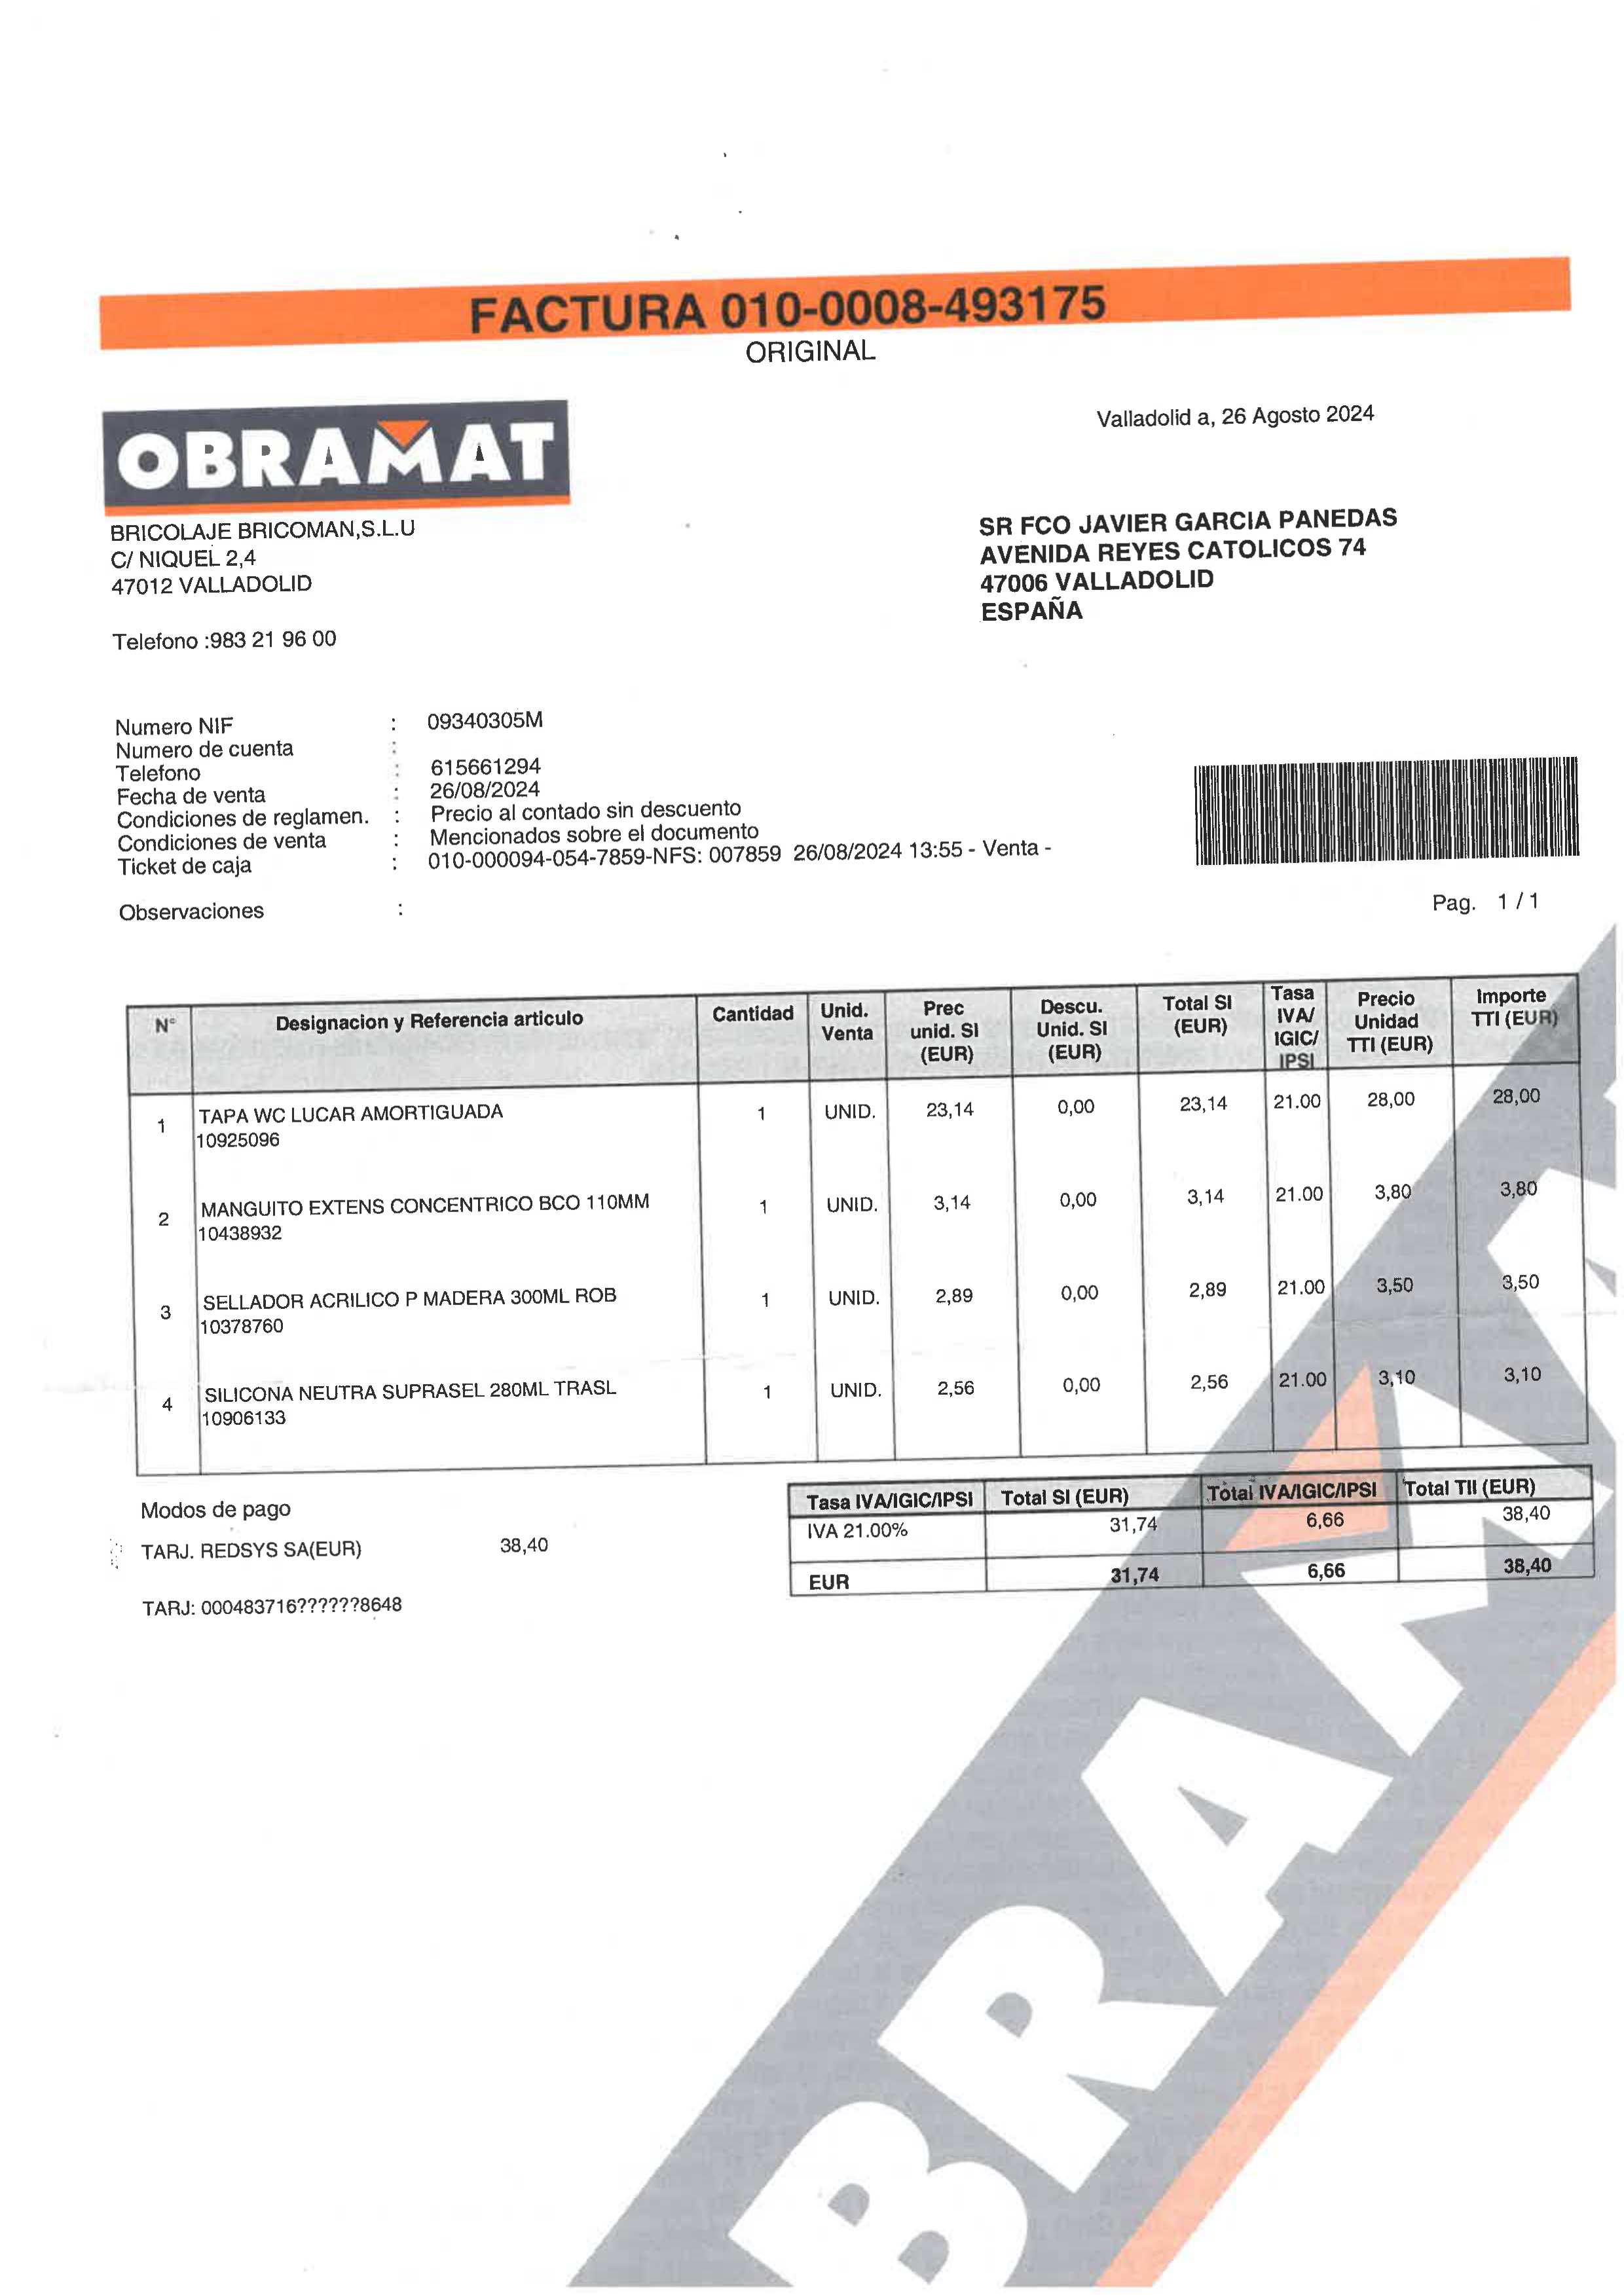 FACTURA 010-0008-493175
ORIGINAL
OBRAMAT
Valladolid a, 26 Agosto 2024
BRICOLAJE BRICOMAN,S.L.U
C/ NIQUEL 2,4
47012 VALLADOLID
Telefono :983 21 96 00
SR FCO JAVIER GARCIA PANEDAS
AVENIDA REYES CATOLICOS 74
47006 VALLADOLID
ESPAÑA
Numero NIF : 09340305M
Numero de cuenta :
Telefono : 615661294
Fecha de venta : 26/08/2024
Condiciones de reglamen. : Precio al contado sin descuento
Condiciones de venta : Mencionados sobre el documento
Ticket de caja : 010-000094-054-7859-NFS: 007859 26/08/2024 13:55 - Venta -
Observaciones :
Pag. 1 / 1
N° Designacion y Referencia articulo Cantidad Unid. Venta Prec unid. SI (EUR) Descu. Unid. SI (EUR) Total SI (EUR) Tasa IVA/ IGIC/ IPSI Precio Unidad TTI (EUR) Importe TTI (EUR)
1 TAPA WC LUCAR AMORTIGUADA 1 UNID. 23,14 0,00 23,14 21.00 28,00 28,00
10925096
2 MANGUITO EXTENS CONCENTRICO BCO 110MM 1 UNID. 3,14 0,00 3,14 21.00 3,80 3,80
10438932
3 SELLADOR ACRILICO P MADERA 300ML ROB 1 UNID. 2,89 0,00 2,89 21.00 3,50 3,50
10378760
4 SILICONA NEUTRA SUPRASEL 280ML TRASL 1 UNID. 2,56 0,00 2,56 21.00 3,10 3,10
10906133
Modos de pago
TARJ. REDSYS SA(EUR) 38,40
TARJ: 000483716??????8648
Tasa IVA/IGIC/IPSI Total SI (EUR) Total IVA/IGIC/IPSI Total TII (EUR)
IVA 21.00% 31,74 6,66 38,40
EUR 31,74 6,66 38,40
BRAMA